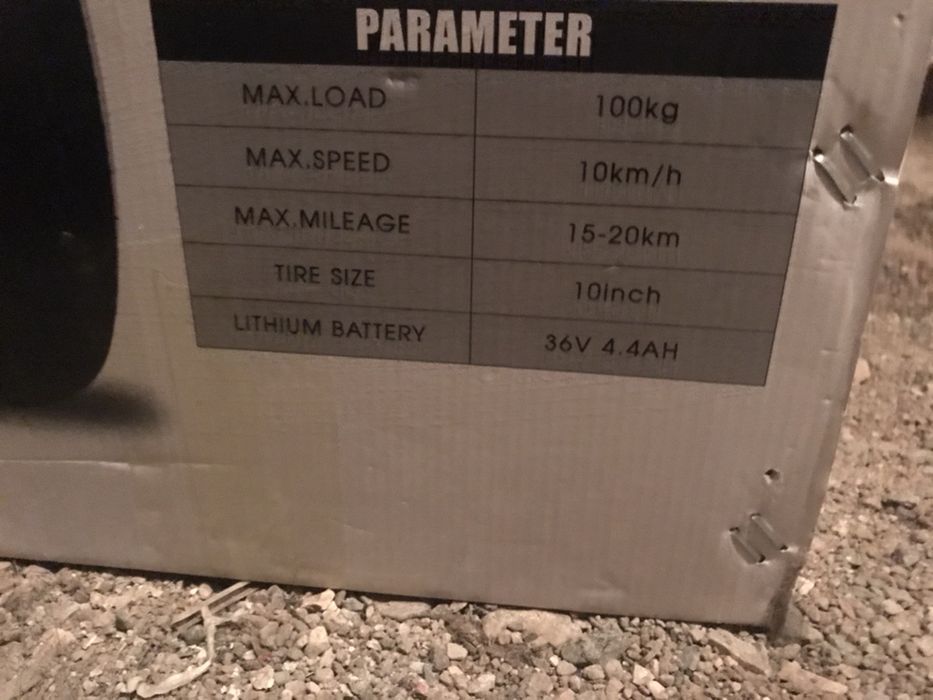 PARAMETER
MAX.LOAD 100kg
MAX.SPEED 10km/h
MAX.MILEAGE 15-20km
TIRE SIZE 10inch
LITHIUM BATTERY 36V 4.4AH